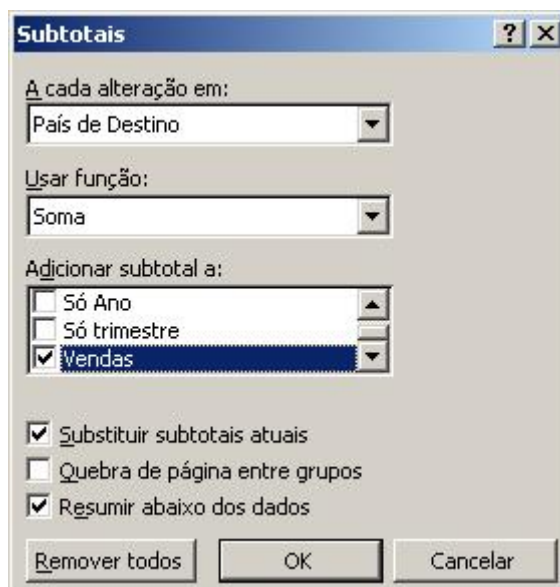 Subtotais
A cada alteração em:
País de Destino
Usar função:
Soma
Adicionar subtotal a:
Só Ano
Só trimestre
Vendas
Substituir subtotais atuais
Quebra de página entre grupos
Resumir abaixo dos dados
Remover todos OK Cancelar